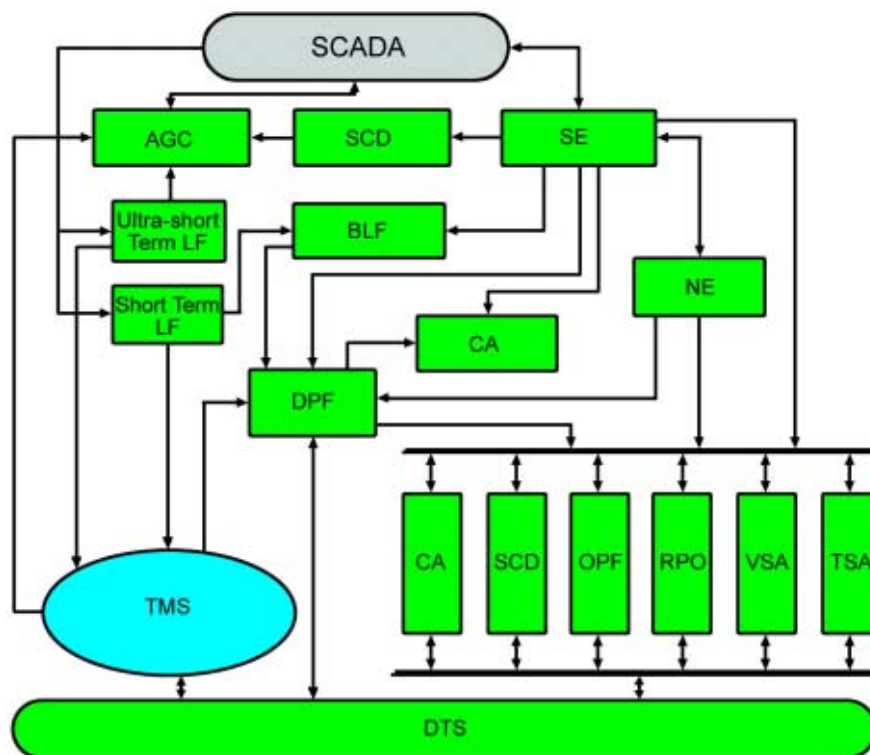 SCADA
AGC
SCD
SE
Ultra-short
Term LF
BLF
NE
Short Term
LF
CA
DPF
CA
SCD
OPF
RPO
VSA
TSA
TMS
DTS